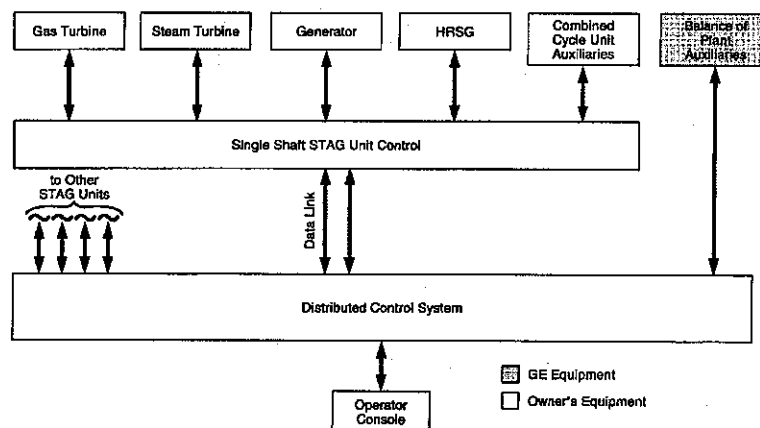 Gas Turbine
Steam Turbine
Generator
HRSG
Combined
Cycle Unit
Auxiliaries
Balance of
Plant
Auxiliaries
Single Shaft STAG Unit Control
to Other
STAG Units
Data Link
Distributed Control System
Operator
Console
GE Equipment
Owner's Equipment